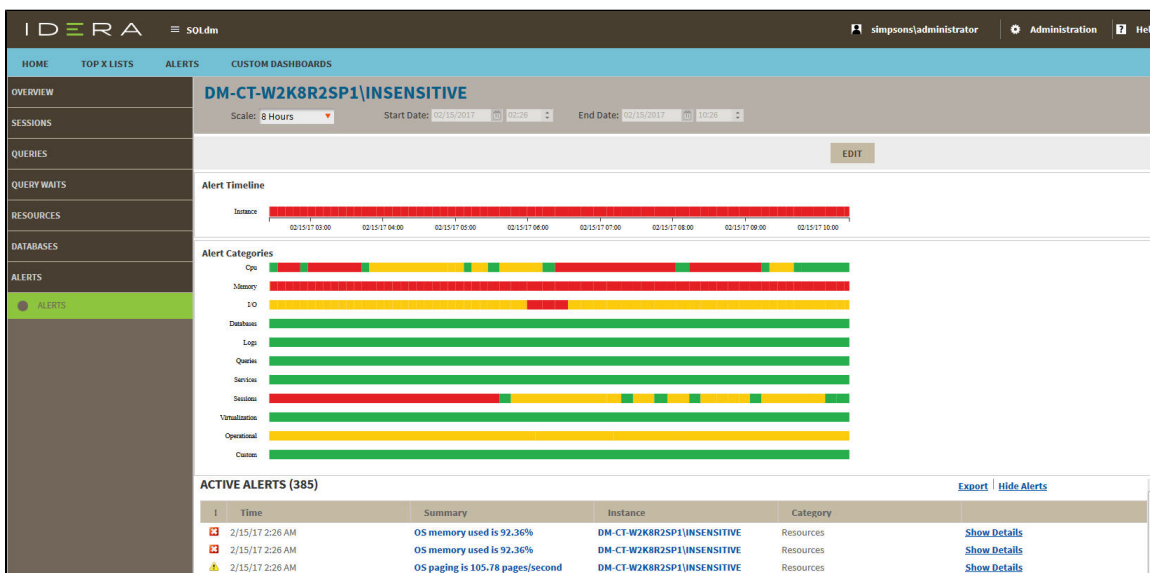 IDERA SQLdm simpsons\administrator Administration ? Hel
HOME TOP X LISTS ALERTS CUSTOM DASHBOARDS
OVERVIEW
SESSIONS
QUERIES
QUERY WAITS
RESOURCES
DATABASES
ALERTS
ALERTS
DM-CT-W2K8R2SP1\INSENSITIVE
Scale: 8 Hours Start Date: 02/15/2017 02:26 End Date: 02/15/2017 10:26
EDIT
Alert Timeline
Instance
02/15/17 03:00 02/15/17 04:00 02/15/17 05:00 02/15/17 06:00 02/15/17 07:00 02/15/17 08:00 02/15/17 09:00 02/15/17 10:00
Alert Categories
Cpu
Memory
I/O
Databases
Logs
Queries
Services
Sessions
Virtualization
Operational
Custom
ACTIVE ALERTS (385) Export Hide Alerts
! Time Summary Instance Category
2/15/17 2:26 AM OS memory used is 92.36% DM-CT-W2K8R2SP1\INSENSITIVE Resources Show Details
2/15/17 2:26 AM OS memory used is 92.36% DM-CT-W2K8R2SP1\INSENSITIVE Resources Show Details
2/15/17 2:26 AM OS paging is 105.78 pages/second DM-CT-W2K8R2SP1\INSENSITIVE Resources Show Details